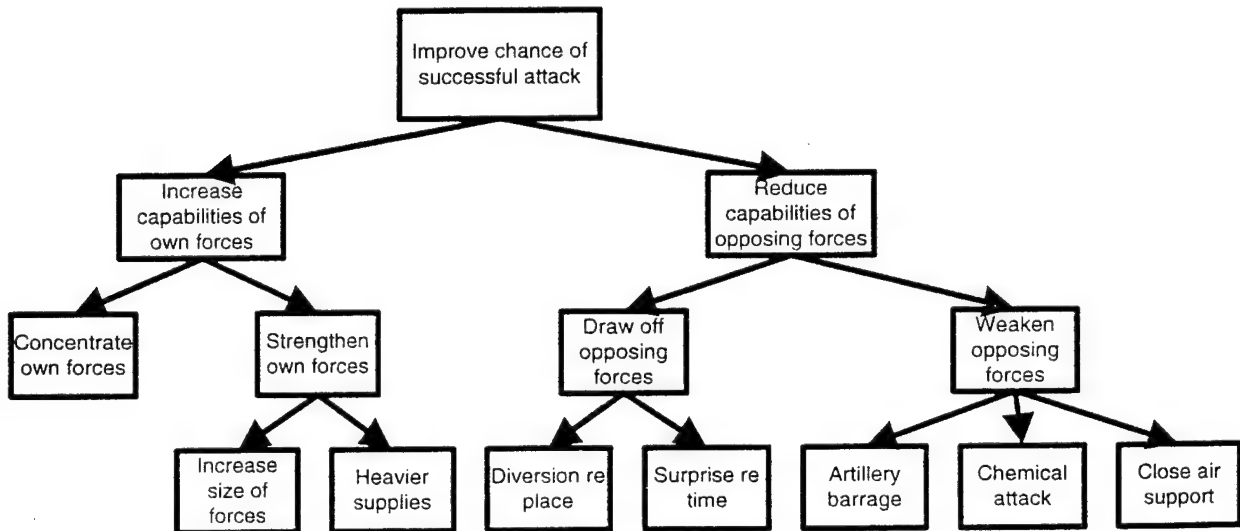 Improve chance of
successful attack
Increase
capabilities of
own forces
Reduce
capabilities of
opposing forces
Concentrate
own forces
Strengthen
own forces
Draw off
opposing
forces
Weaken
opposing
forces
Increase
size of
forces
Heavier
supplies
Diversion re
place
Surprise re
time
Artillery
barrage
Chemical
attack
Close air
support